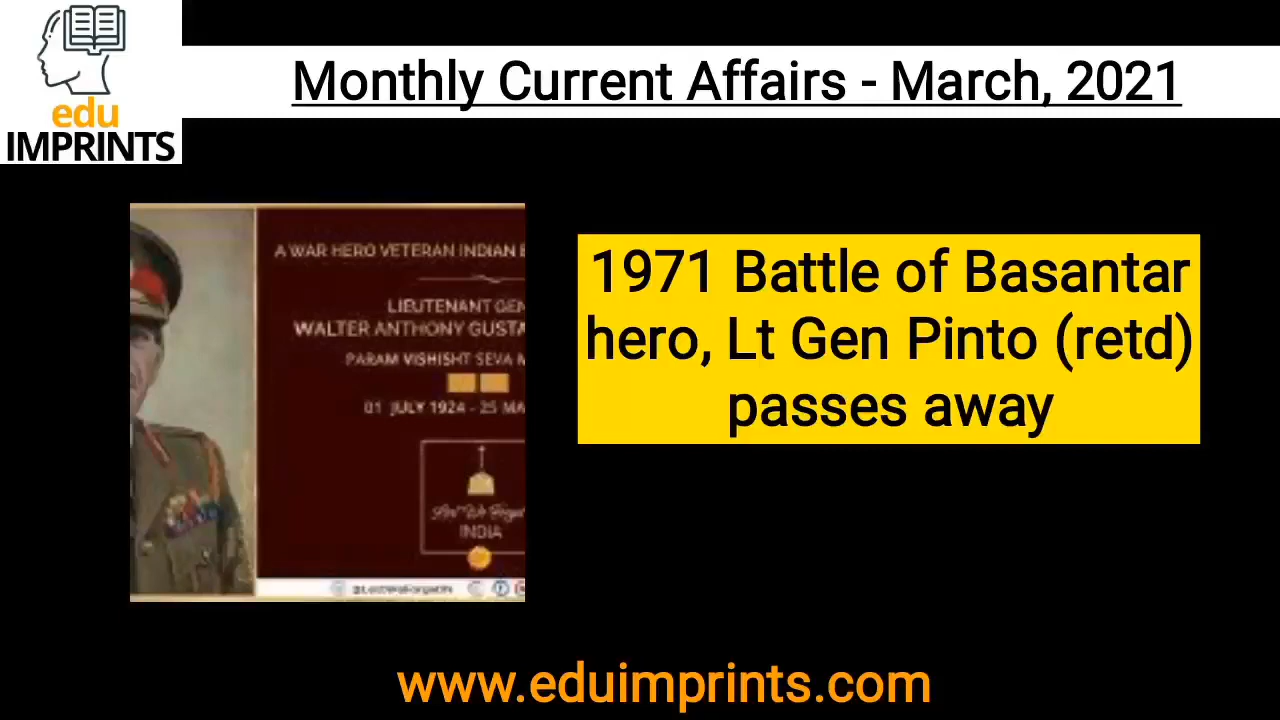 edu
IMPRINTS
Monthly Current Affairs - March, 2021
A WAR HERO VETERAN INDIAN
LIEUTENANT GEN
WALTER ANTHONY GUSTA
PARAM VISHISHT SEVA M
01 JULY 1924 - 25 MA
INDIA
1971 Battle of Basantar
hero, Lt Gen Pinto (retd)
passes away
www.eduimprints.com